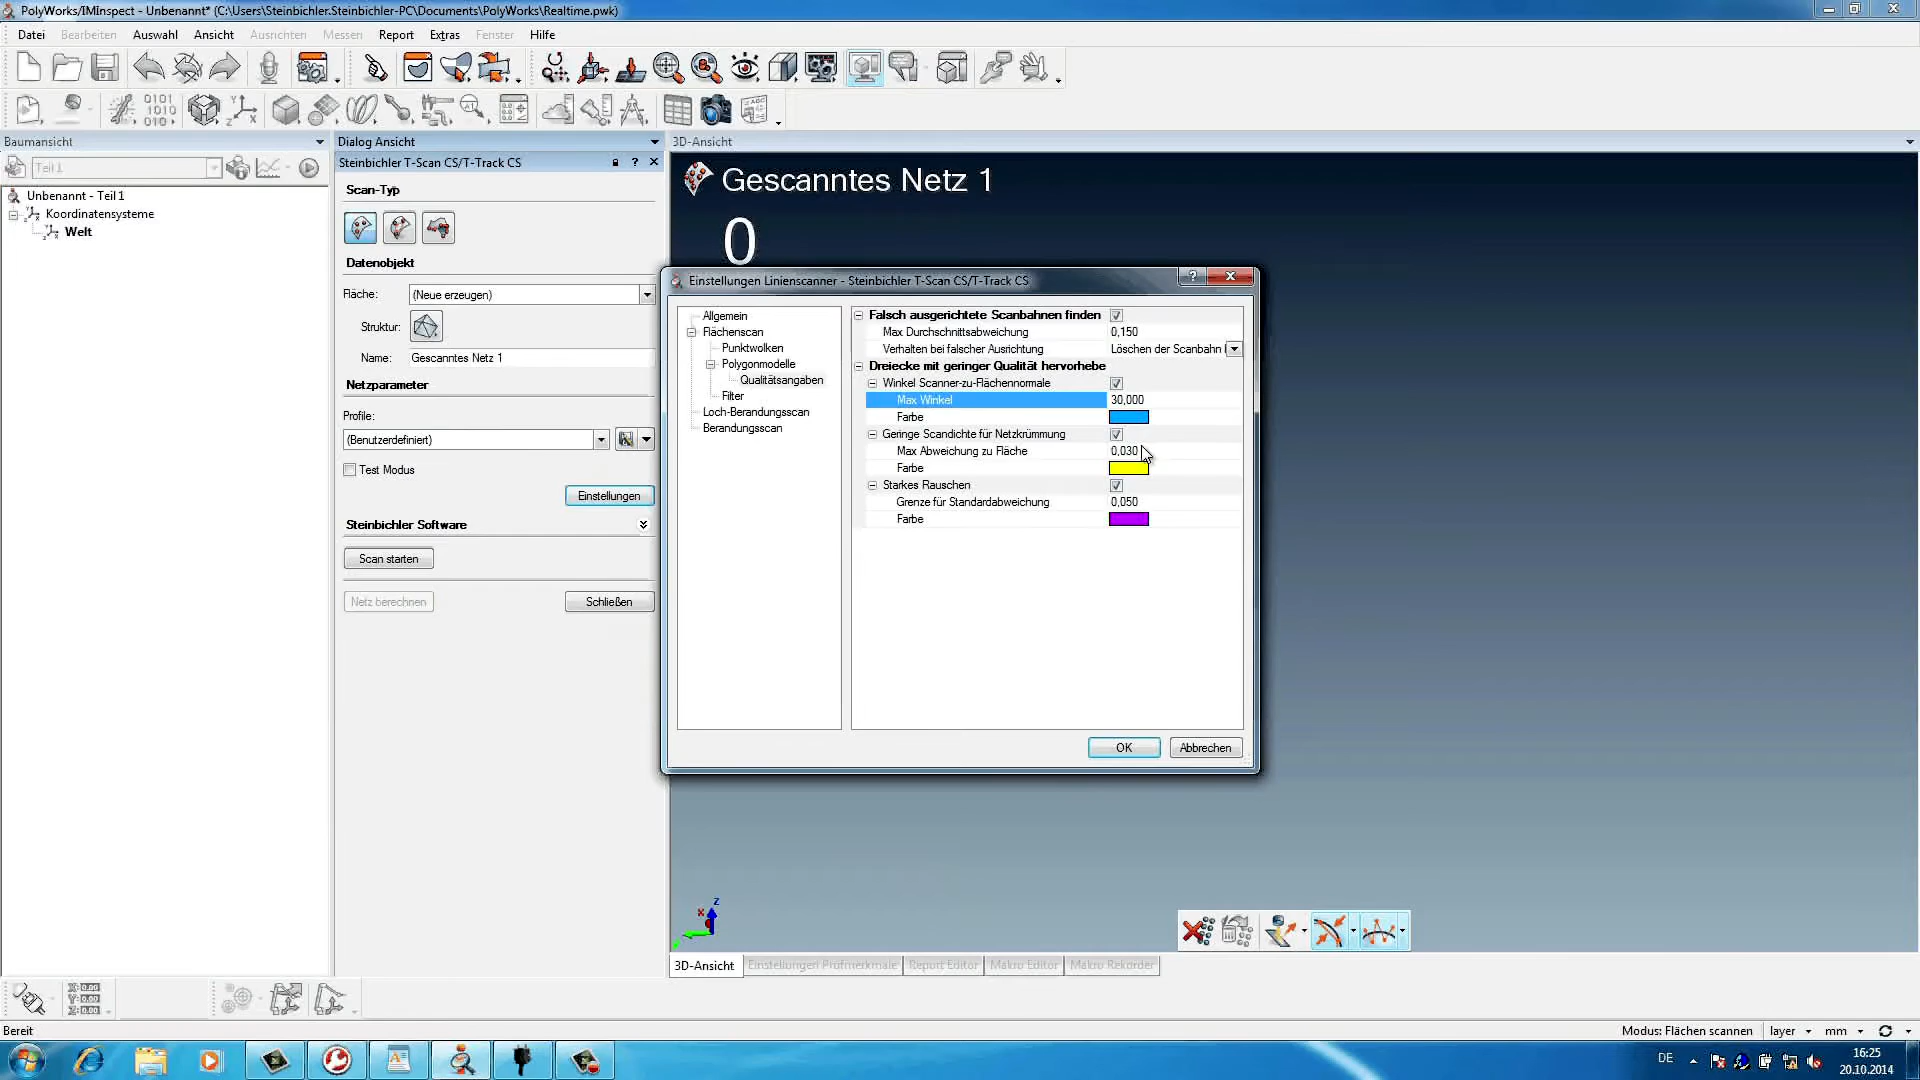 PolyWorks/IMInspect - Unbenannt* (C:\Users\Steinbichler.Steinbichler-PC\Documents\PolyWorks\Realtime.pwk)
Datei Bearbeiten Auswahl Ansicht Ausrichten Messen Report Extras Fenster Hilfe
Baumansicht
Teil 1
Unbenannt - Teil 1
Koordinatensysteme
Welt
Dialog Ansicht
Steinbichler T-Scan CS/T-Track CS
Scan-Typ
Datenobjekt
Fläche: (Neue erzeugen)
Struktur:
Name: Gescanntes Netz 1
Netzparameter
Profile:
(Benutzerdefiniert)
Test Modus
Einstellungen
Steinbichler Software
Scan starten
Netz berechnen
Schließen
3D-Ansicht
Gescanntes Netz 1
0
Einstellungen Linienscanner - Steinbichler T-Scan CS/T-Track CS
Allgemein
Flächenscan
Punktwolken
Polygonmodelle
Qualitätsangaben
Filter
Loch-Berandungsscan
Berandungsscan
Falsch ausgerichtete Scanbahnen finden
Max Durchschnittsabweichung 0,150
Verhalten bei falscher Ausrichtung Löschen der Scanbahn
Dreiecke mit geringer Qualität hervorhebe
Winkel Scanner-zu-Flächennormale
Max Winkel 30,000
Farbe
Geringe Scandichte für Netzkrümmung
Max Abweichung zu Fläche 0,030
Farbe
Starkes Rauschen
Grenze für Standardabweichung 0,050
Farbe
OK Abbrechen
z
x
3D-Ansicht Einstellungen Prüfmerkmale Report Editor Makro Editor Makro Rekorder
Bereit
Modus: Flächen scannen layer mm
DE
16:25
20.10.2014